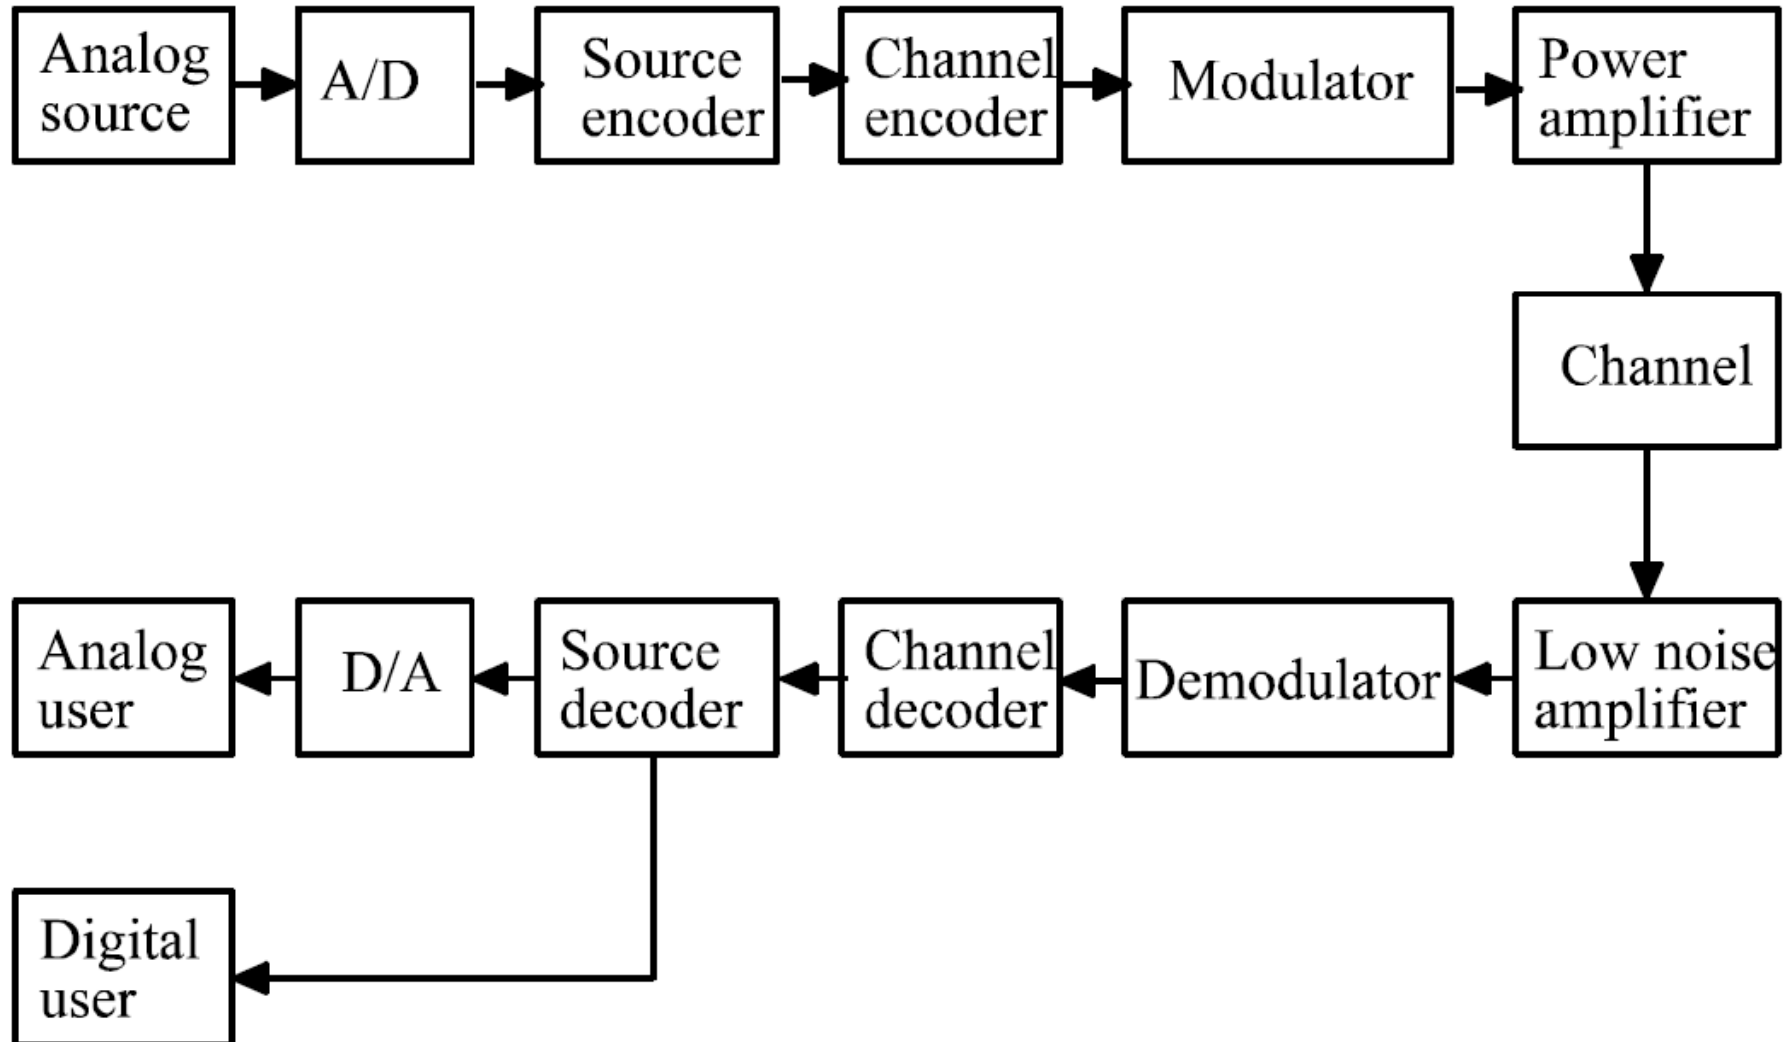 Analog
source
A/D
Source
encoder
Channel
encoder
Modulator
Power
amplifier
Channel
Analog
user
D/A
Source
decoder
Channel
decoder
Demodulator
Low noise
amplifier
Digital
user